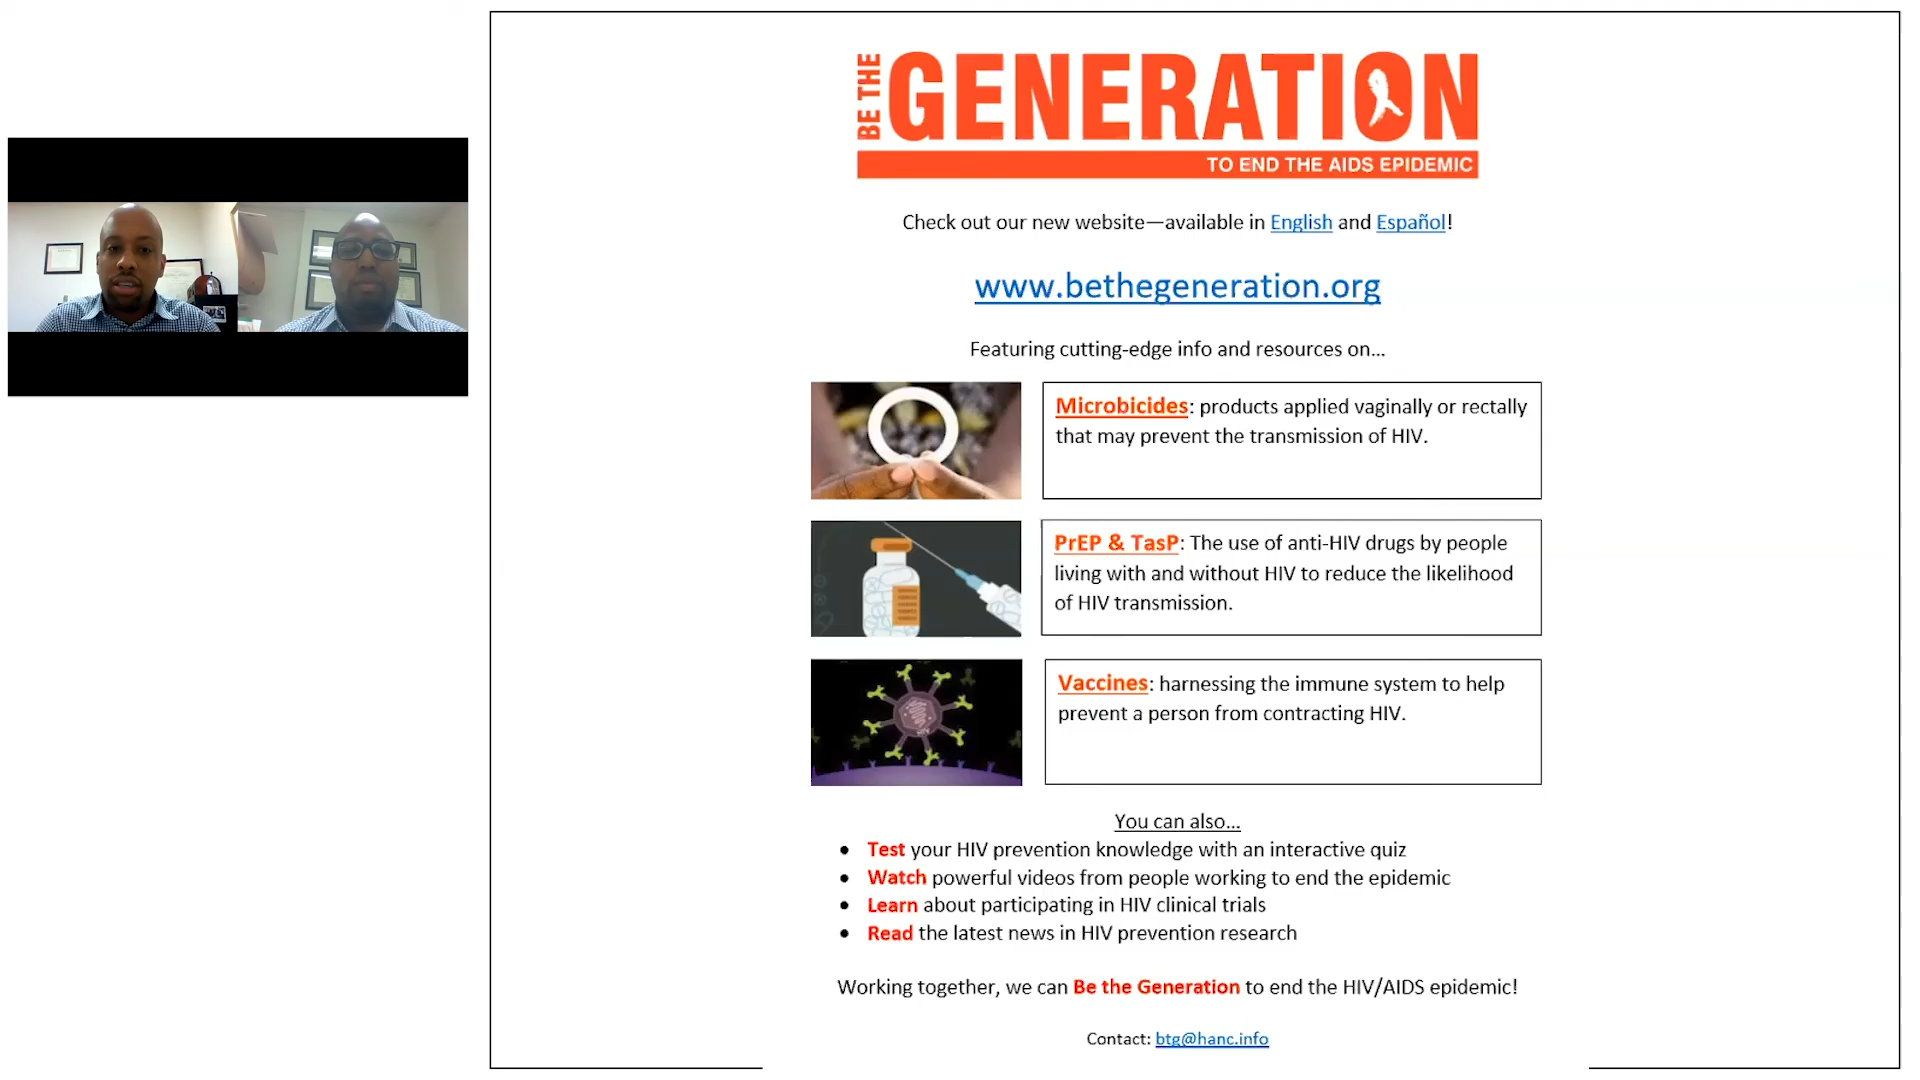 BE THE
GENERATION
TO END THE AIDS EPIDEMIC
Check out our new website—available in English and Español!
www.bethegeneration.org
Featuring cutting-edge info and resources on...
Microbicides: products applied vaginally or rectally
that may prevent the transmission of HIV.
PrEP & TasP: The use of anti-HIV drugs by people
living with and without HIV to reduce the likelihood
of HIV transmission.
Vaccines: harnessing the immune system to help
prevent a person from contracting HIV.
You can also...
• Test your HIV prevention knowledge with an interactive quiz
• Watch powerful videos from people working to end the epidemic
• Learn about participating in HIV clinical trials
• Read the latest news in HIV prevention research
Working together, we can Be the Generation to end the HIV/AIDS epidemic!
Contact: btg@hanc.info